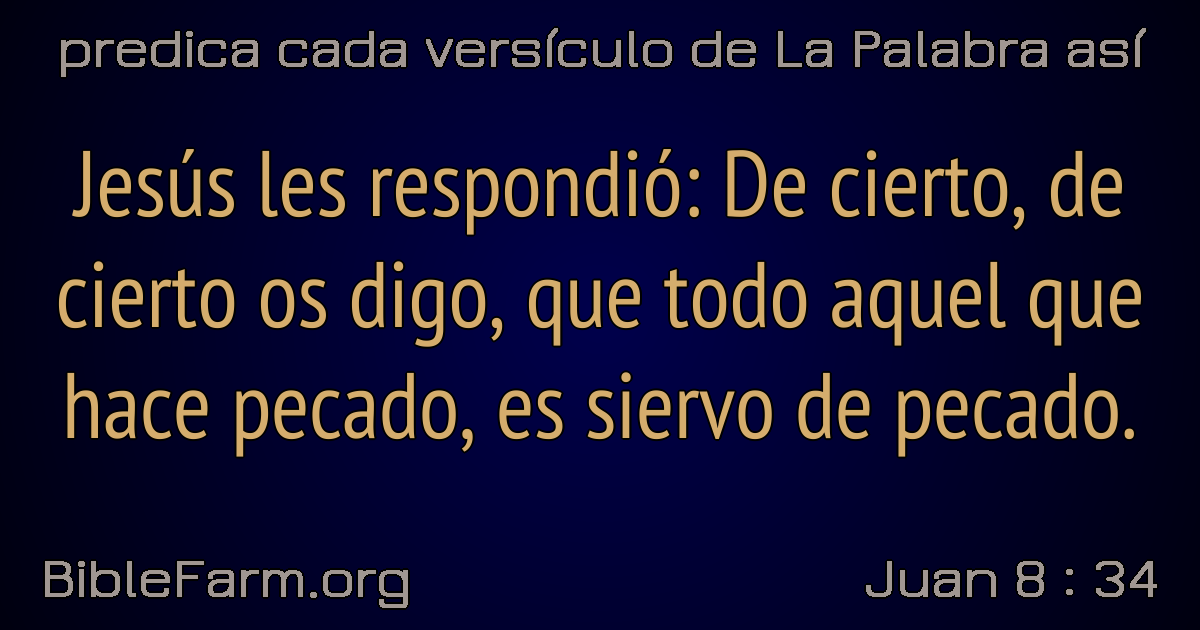 predica cada versículo de La Palabra así
Jesús les respondió: De cierto, de
cierto os digo, que todo aquel que
hace pecado, es siervo de pecado.
BibleFarm.org
Juan 8 : 34